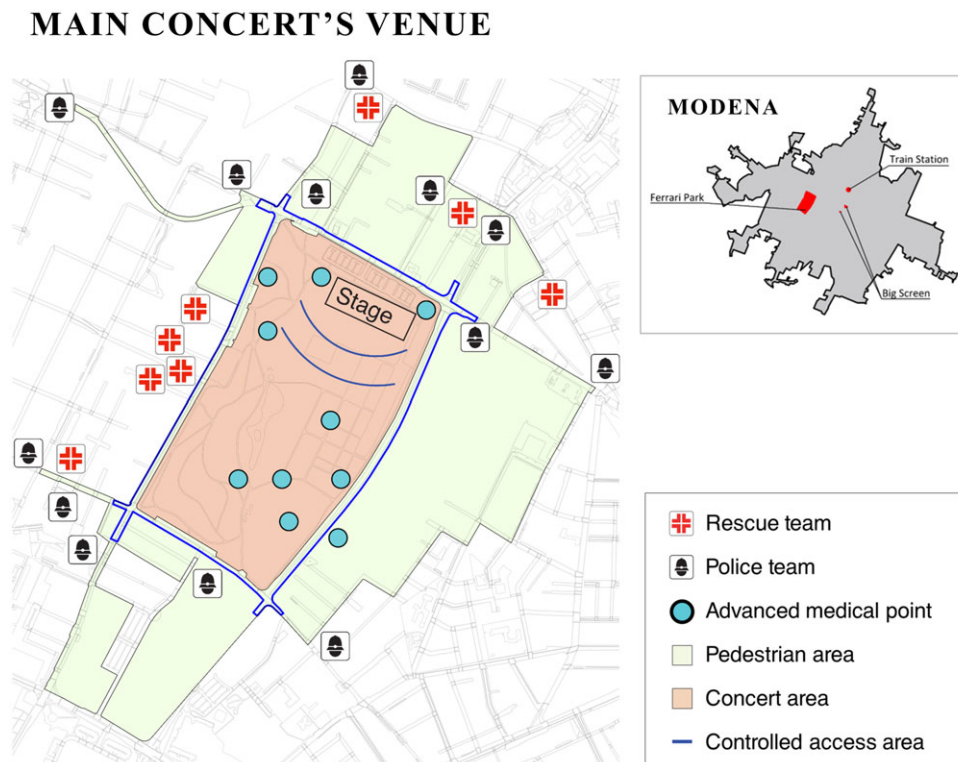 MAIN CONCERT'S VENUE
Stage
MODENA
Train Station
Ferrari Park
Big Screen
Rescue team
Police team
Advanced medical point
Pedestrian area
Concert area
Controlled access area